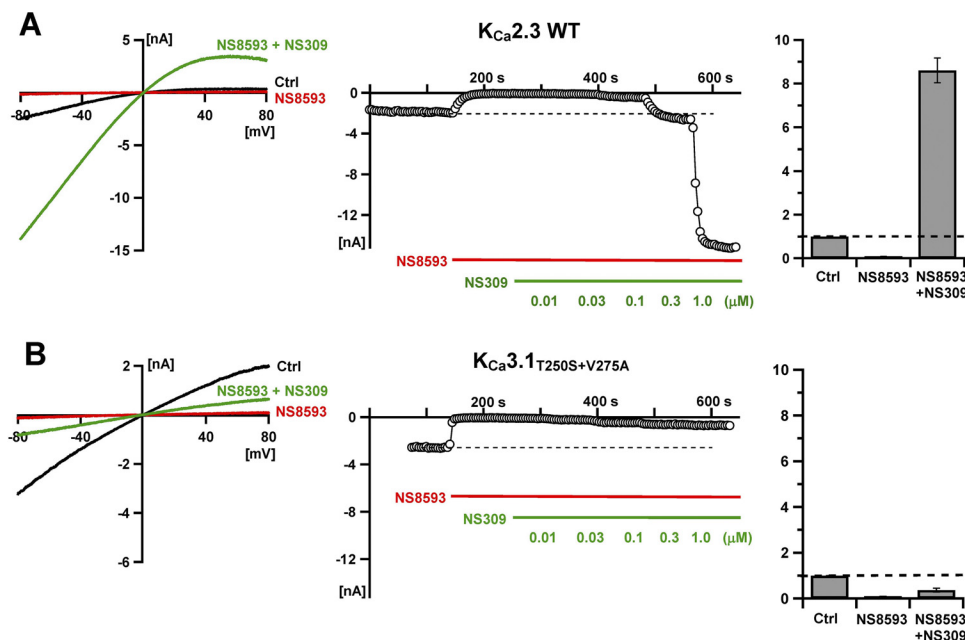 A
[nA]
5
NS8593 + NS309
Ctrl
NS8593
-80
-40
40
80
[mV]
-5
-10
-15
KCa2.3 WT
200 s
400 s
600 s
0
-4
-8
-12
[nA]
NS8593
NS309
0.01 0.03 0.1 0.3 1.0 (μM)
10
8
6
4
2
0
Ctrl NS8593 NS8593
+NS309
B
[nA]
2
Ctrl
NS8593 + NS309
NS8593
-80
-40
40
80
[mV]
-2
-4
-6
KCa3.1T250S+V275A
200 s
400 s
600 s
0
-4
-8
-12
[nA]
NS8593
NS309
0.01 0.03 0.1 0.3 1.0 (μM)
10
8
6
4
2
0
Ctrl NS8593 NS8593
+NS309